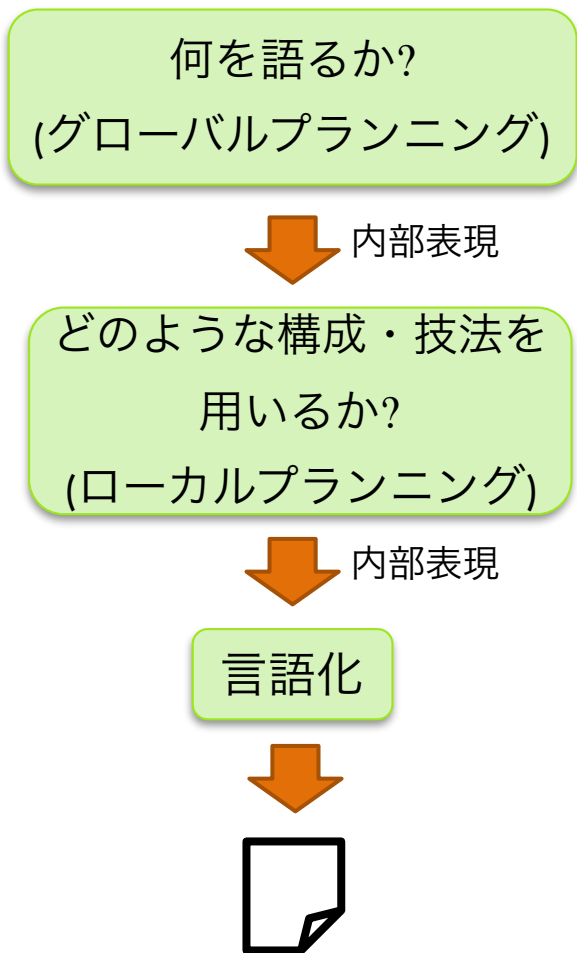 何を語るか?
(グローバルプランニング)
内部表現
どのような構成・技法を
用いるか?
(ローカルプランニング)
内部表現
言語化